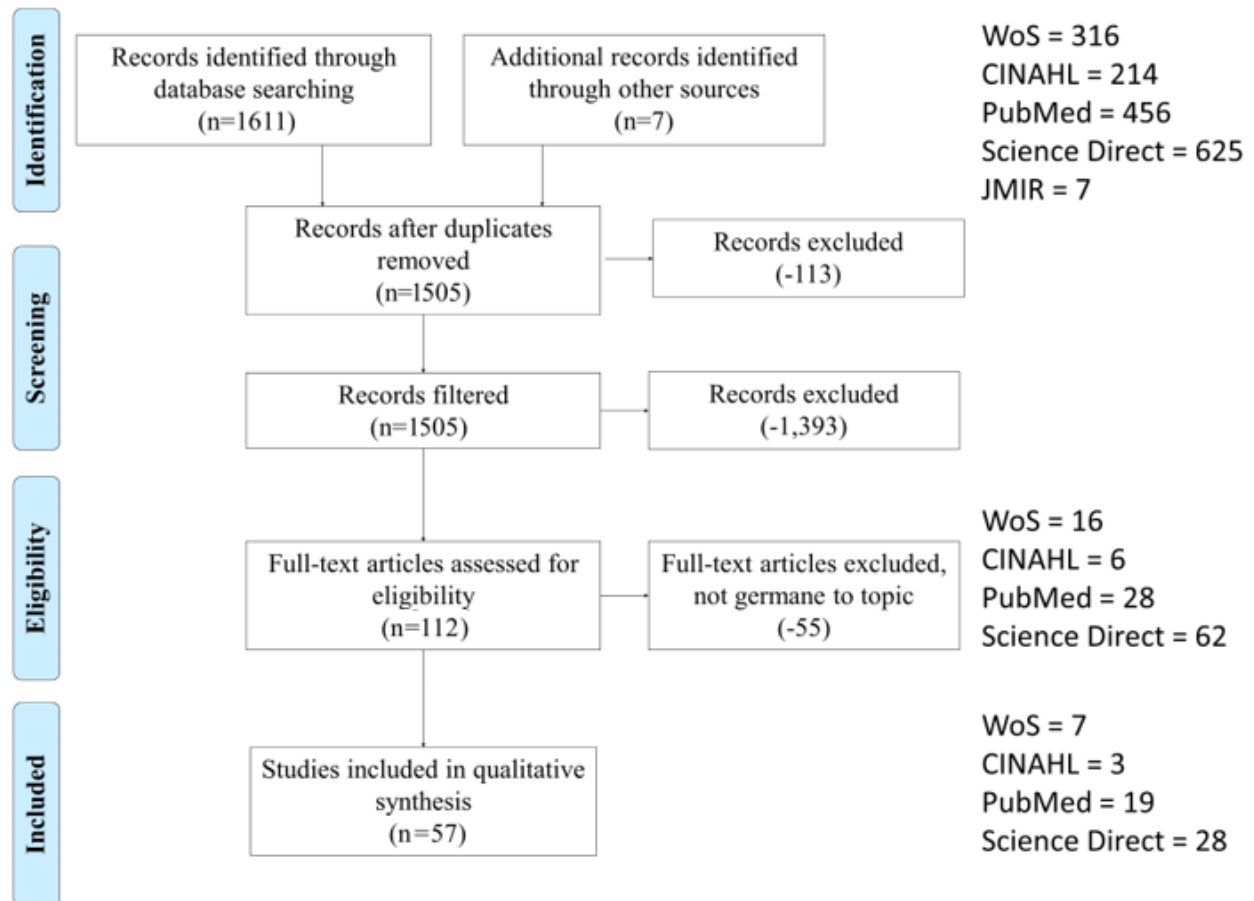 Identification
Records identified through
database searching
(n=1611)
Additional records identified
through other sources
(n=7)
WoS = 316
CINAHL = 214
PubMed = 456
Science Direct = 625
JMIR = 7
Screening
Records after duplicates
removed
(n=1505)
Records excluded
(-113)
Records filtered
(n=1505)
Records excluded
(-1,393)
Eligibility
Full-text articles assessed for
eligibility
(n=112)
Full-text articles excluded,
not germane to topic
(-55)
WoS = 16
CINAHL = 6
PubMed = 28
Science Direct = 62
Included
Studies included in qualitative
synthesis
(n=57)
WoS = 7
CINAHL = 3
PubMed = 19
Science Direct = 28